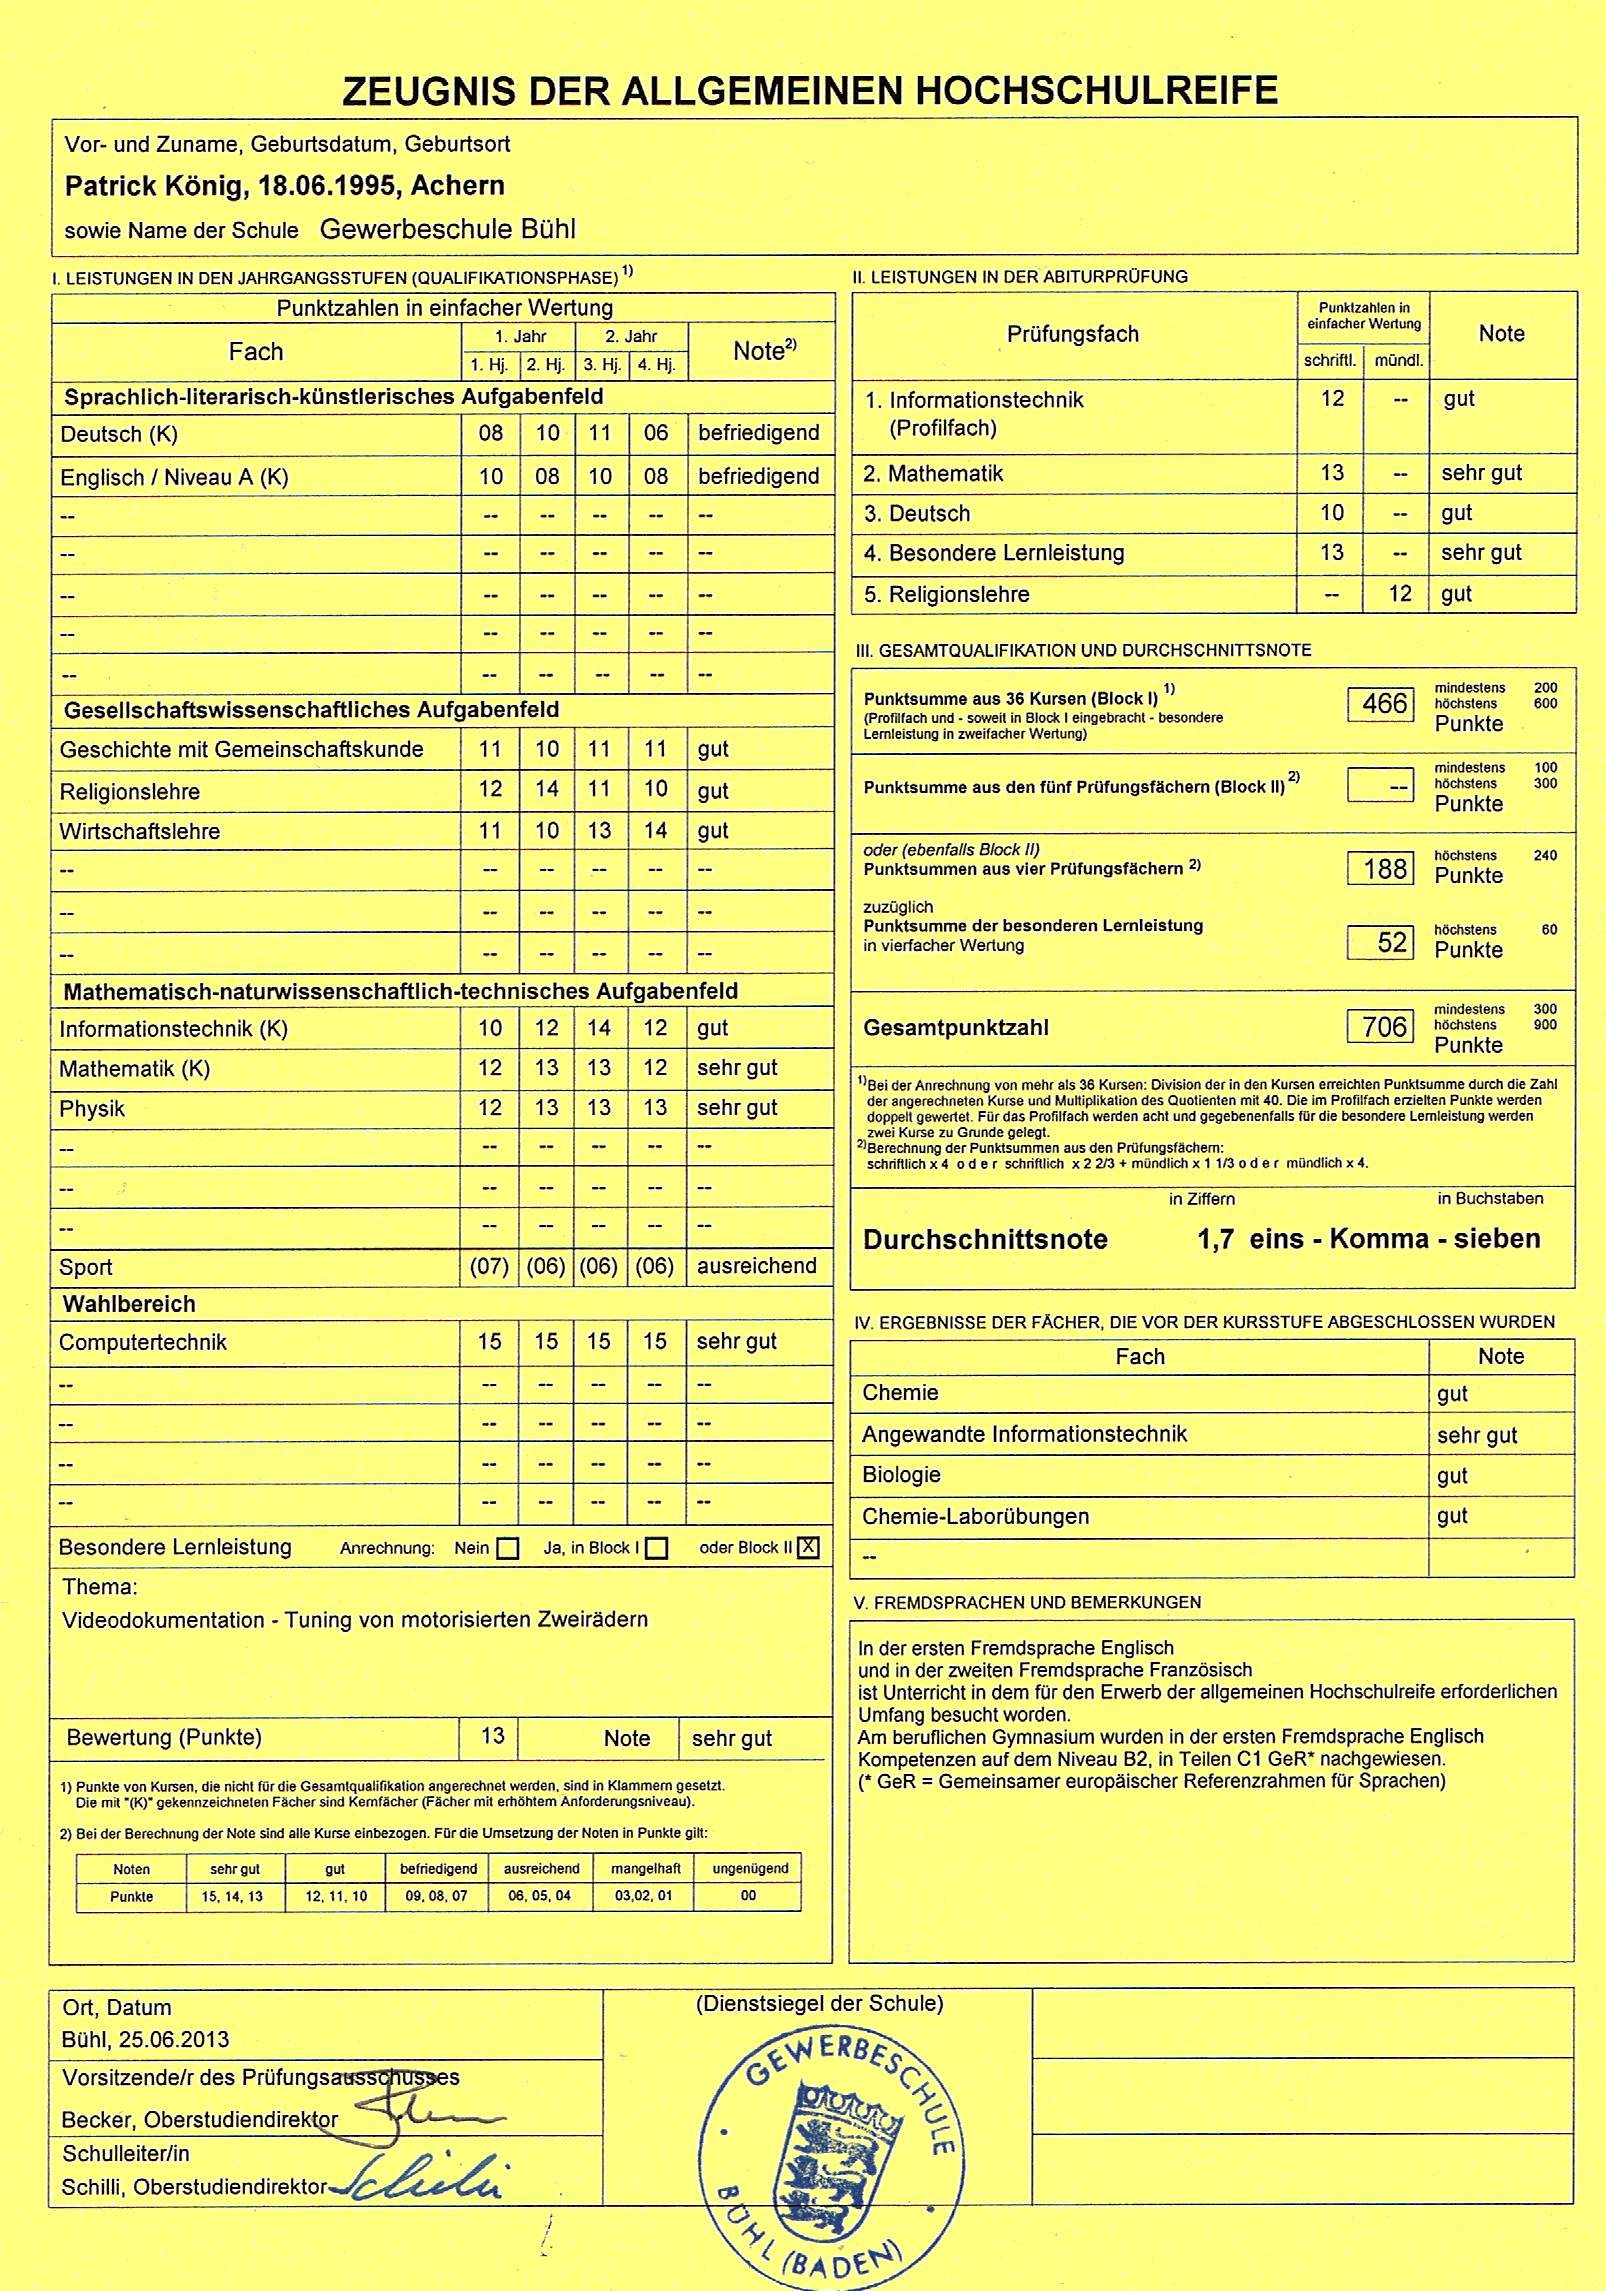 ZEUGNIS DER ALLGEMEINEN HOCHSCHULREIFE
Vor- und Zuname, Geburtsdatum, Geburtsort
Patrick König, 18.06.1995, Achern
sowie Name der Schule Gewerbeschule Bühl
I. LEISTUNGEN IN DEN JAHRGANGSSTUFEN (QUALIFIKATIONSPHASE) 1)
Punktzahlen in einfacher Wertung
Fach 1. Jahr 2. Jahr Note2)
1. Hj. 2. Hj. 3. Hj. 4. Hj.
Sprachlich-literarisch-künstlerisches Aufgabenfeld
Deutsch (K) 08 10 11 06 befriedigend
Englisch / Niveau A (K) 10 08 10 08 befriedigend
-- -- -- -- -- --
-- -- -- -- -- --
-- -- -- -- -- --
-- -- -- -- -- --
-- -- -- -- -- --
Gesellschaftswissenschaftliches Aufgabenfeld
Geschichte mit Gemeinschaftskunde 11 10 11 11 gut
Religionslehre 12 14 11 10 gut
Wirtschaftslehre 11 10 13 14 gut
-- -- -- -- -- --
-- -- -- -- -- --
-- -- -- -- -- --
Mathematisch-naturwissenschaftlich-technisches Aufgabenfeld
Informationstechnik (K) 10 12 14 12 gut
Mathematik (K) 12 13 13 12 sehr gut
Physik 12 13 13 13 sehr gut
-- -- -- -- -- --
-- -- -- -- -- --
-- -- -- -- -- --
Sport (07) (06) (06) (06) ausreichend
Wahlbereich
Computertechnik 15 15 15 15 sehr gut
-- -- -- -- -- --
-- -- -- -- -- --
-- -- -- -- -- --
-- -- -- -- -- --
Besondere Lernleistung Anrechnung: Nein Ja, in Block I oder Block II X
Thema:
Videodokumentation - Tuning von motorisierten Zweirädern
Bewertung (Punkte) 13 Note sehr gut
1) Punkte von Kursen, die nicht für die Gesamtqualifikation angerechnet werden, sind in Klammern gesetzt.
Die mit "(K)" gekennzeichneten Fächer sind Kernfächer (Fächer mit erhöhtem Anforderungsniveau).
2) Bei der Berechnung der Note sind alle Kurse einbezogen. Für die Umsetzung der Noten in Punkte gilt:
Noten sehr gut gut befriedigend ausreichend mangelhaft ungenügend
Punkte 15, 14, 13 12, 11, 10 09, 08, 07 06, 05, 04 03,02, 01 00
II. LEISTUNGEN IN DER ABITURPRÜFUNG
Prüfungsfach Punktzahlen in einfacher Wertung Note
schriftl. mündl.
1. Informationstechnik 12 -- gut
(Profilfach)
2. Mathematik 13 -- sehr gut
3. Deutsch 10 -- gut
4. Besondere Lernleistung 13 -- sehr gut
5. Religionslehre -- 12 gut
III. GESAMTQUALIFIKATION UND DURCHSCHNITTSNOTE
Punktsumme aus 36 Kursen (Block I) 1) 466 mindestens 200
(Profilfach und - soweit in Block I eingebracht - besondere höchstens 600
Lernleistung in zweifacher Wertung) Punkte
mindestens 100
Punktsumme aus den fünf Prüfungsfächern (Block II) 2) -- höchstens 300
Punkte
oder (ebenfalls Block II)
Punktsummen aus vier Prüfungsfächern 2) 188 höchstens 240
Punkte
zuzüglich
Punktsumme der besonderen Lernleistung höchstens 60
in vierfacher Wertung 52 Punkte
mindestens 300
Gesamtpunktzahl 706 höchstens 900
Punkte
1)Bei der Anrechnung von mehr als 36 Kursen: Division der in den Kursen erreichten Punktsumme durch die Zahl
der angerechneten Kurse und Multiplikation des Quotienten mit 40. Die im Profilfach erzielten Punkte werden
doppelt gewertet. Für das Profilfach werden acht und gegebenenfalls für die besondere Lernleistung werden
zwei Kurse zu Grunde gelegt.
2)Berechnung der Punktsummen aus den Prüfungsfächern:
schriftlich x 4 o d e r schriftlich x 2 2/3 + mündlich x 1 1/3 o d e r mündlich x 4.
in Ziffern in Buchstaben
Durchschnittsnote 1,7 eins - Komma - sieben
IV. ERGEBNISSE DER FÄCHER, DIE VOR DER KURSSTUFE ABGESCHLOSSEN WURDEN
Fach Note
Chemie gut
Angewandte Informationstechnik sehr gut
Biologie gut
Chemie-Laborübungen gut
--
V. FREMDSPRACHEN UND BEMERKUNGEN
In der ersten Fremdsprache Englisch
und in der zweiten Fremdsprache Französisch
ist Unterricht in dem für den Erwerb der allgemeinen Hochschulreife erforderlichen
Umfang besucht worden.
Am beruflichen Gymnasium wurden in der ersten Fremdsprache Englisch
Kompetenzen auf dem Niveau B2, in Teilen C1 GeR* nachgewiesen.
(* GeR = Gemeinsamer europäischer Referenzrahmen für Sprachen)
Ort, Datum
Bühl, 25.06.2013
Vorsitzende/r des Prüfungsausschusses
Becker, Oberstudiendirektor
Schulleiter/in
Schilli, Oberstudiendirektor Schilli
(Dienstsiegel der Schule)
GEWERBESCHULE
BÜHL (BADEN)